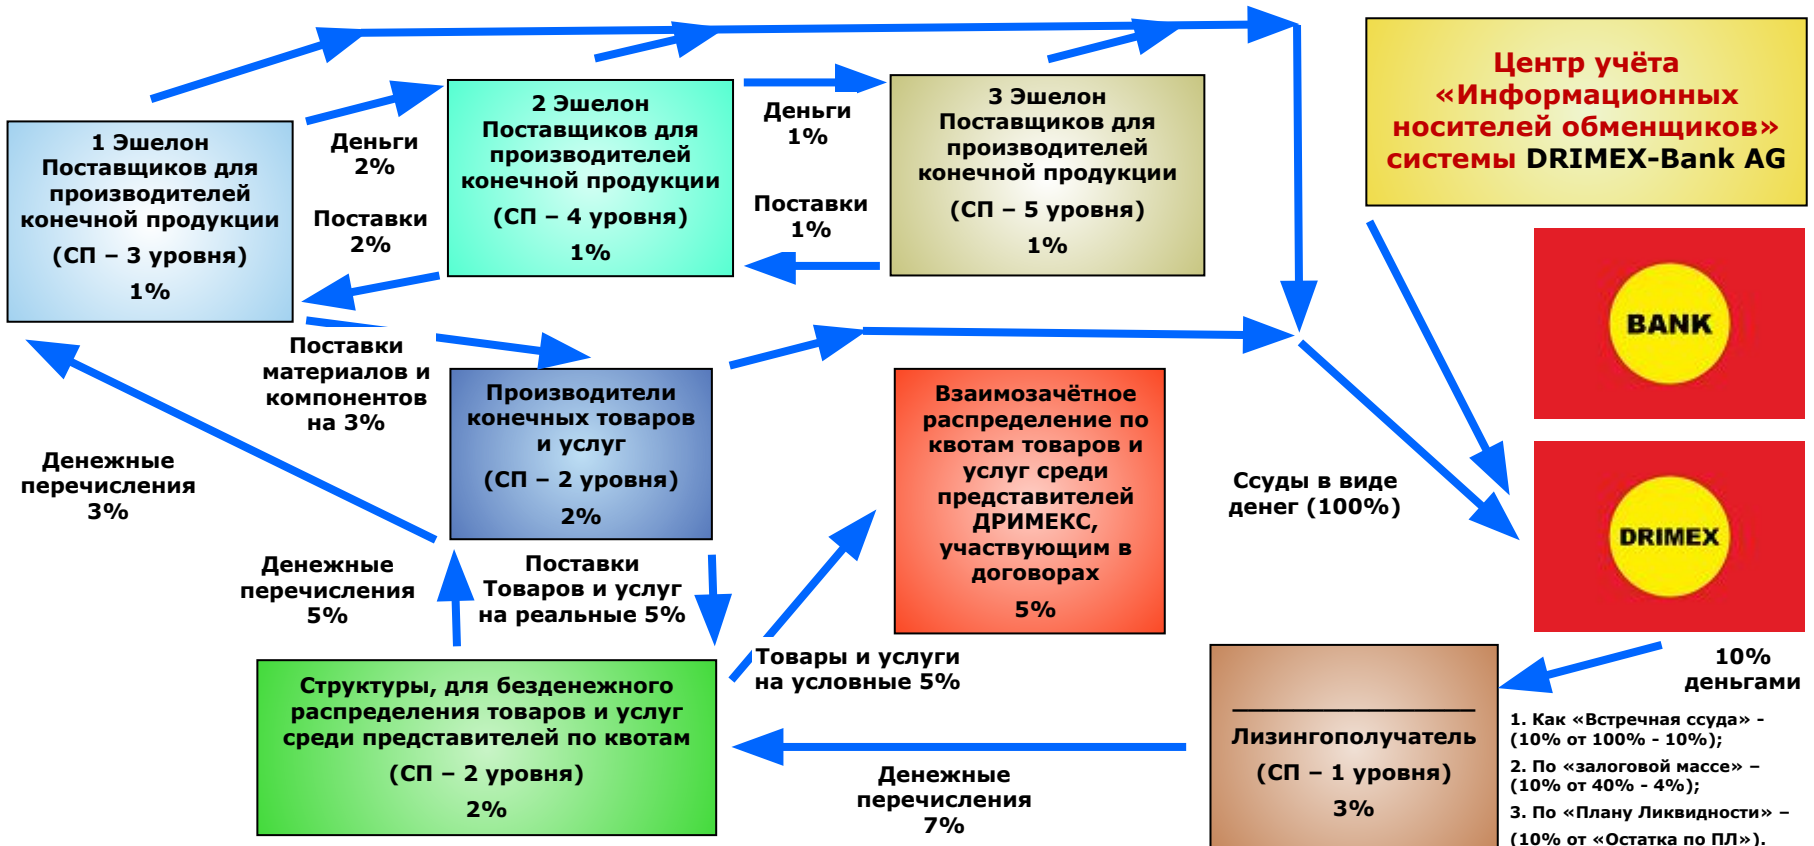 1 Эшелон
Поставщиков для
производителей
конечной продукции
(СП – 3 уровня)
1%
Деньги
2%
Поставки
2%
2 Эшелон
Поставщиков для
производителей
конечной продукции
(СП – 4 уровня)
1%
Деньги
1%
Поставки
1%
3 Эшелон
Поставщиков для
производителей
конечной продукции
(СП – 5 уровня)
1%
Центр учёта
«Информационных
носителей обменщиков»
системы DRIMEX-Bank AG
BANK
DRIMEX
Поставки
материалов и
компонентов
на 3%
Денежные
перечисления
3%
Производители
конечных товаров
и услуг
(СП – 2 уровня)
2%
Взаимозачётное
распределение по
квотам товаров и
услуг среди
представителей
ДРИМЕКС,
участвующим в
договорах
5%
Ссуды в виде
денег (100%)
Денежные
перечисления
5%
Поставки
Товаров и услуг
на реальные 5%
Товары и услуги
на условные 5%
Структуры, для безденежного
распределения товаров и услуг
среди представителей по квотам
(СП – 2 уровня)
2%
Денежные
перечисления
7%
Лизингополучатель
(СП – 1 уровня)
3%
10%
деньгами
1. Как «Встречная ссуда» -
(10% от 100% - 10%);
2. По «залоговой массе» –
(10% от 40% - 4%);
3. По «Плану Ликвидности» –
(10% от «Остатка по ПЛ»).